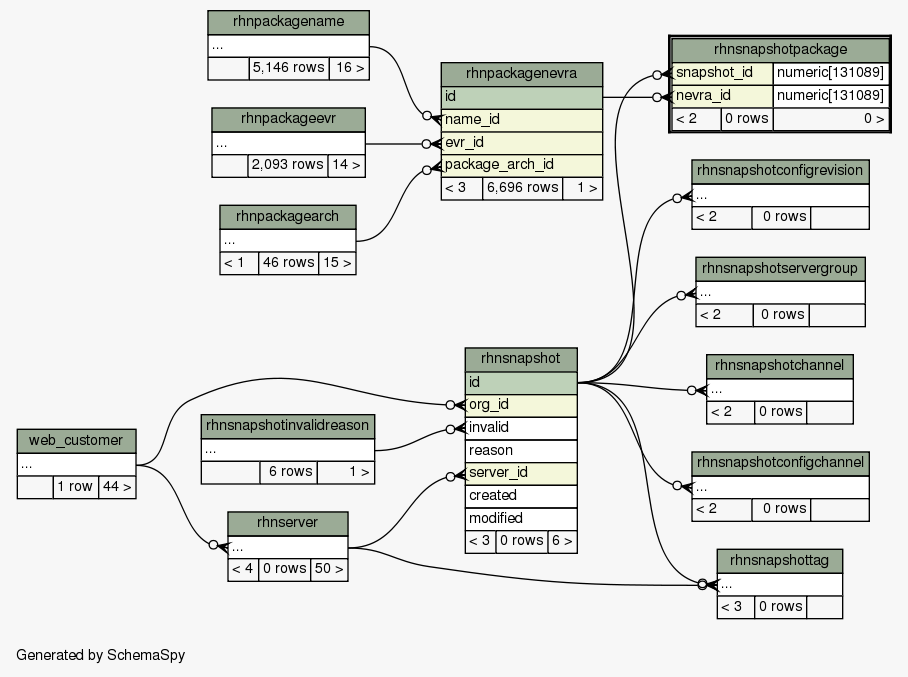 rhnpackagename
...
5,146 rows 16 >
rhnpackageevr
...
2,093 rows 14 >
rhnpackagearch
...
< 1 46 rows 15 >
rhnpackagenevra
id
name_id
evr_id
package_arch_id
< 3 6,696 rows 1 >
rhnsnapshotpackage
snapshot_id numeric[131089]
nevra_id numeric[131089]
< 2 0 rows 0 >
rhnsnapshotconfigrevision
...
< 2 0 rows
rhnsnapshotservergroup
...
< 2 0 rows
rhnsnapshotchannel
...
< 2 0 rows
rhnsnapshotconfigchannel
...
< 2 0 rows
rhnsnapshottag
...
< 3 0 rows
rhnsnapshot
id
org_id
invalid
reason
server_id
created
modified
< 3 0 rows 6 >
rhnsnapshotinvalidreason
...
6 rows 1 >
web_customer
...
1 row 44 >
rhnserver
...
< 4 0 rows 50 >
Generated by SchemaSpy